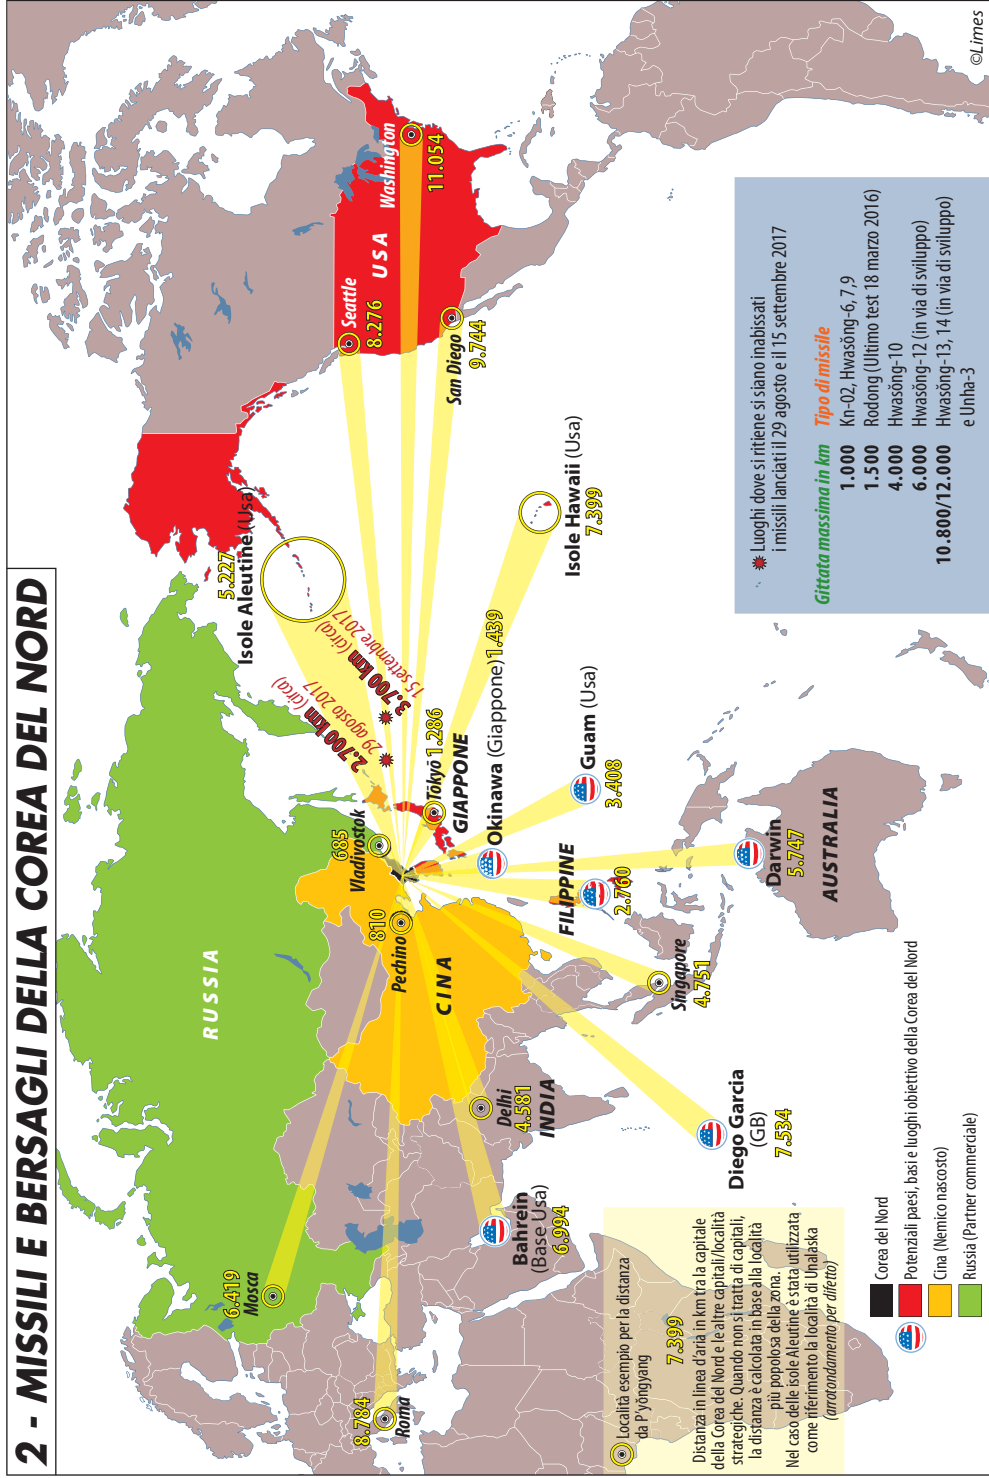 2 - MISSILI E BERSAGLI DELLA COREA DEL NORD
RUSSIA
6.419
Mosca
8.784
Roma
685
Vladivostok
810
Pechino
CINA
Delhi
4.581
INDIA
Bahrein
(Base Usa)
6.994
Diego Garcia
(GB)
7.534
Singapore
4.751
FILIPPINE
2.760
Darwin
5.747
AUSTRALIA
Guam (Usa)
3.408
Okinawa (Giappone) 1.439
Tōkyō 1.286
GIAPPONE
29 agosto 2017
2.700 km (circa)
15 settembre 2017
3.700 km (circa)
5.227
Isole Aleutine (Usa)
Isole Hawaii (Usa)
7.399
Seattle
8.276
USA
San Diego
9.744
Washington
11.054
Località esempio per la distanza
da P'yŏngyang
7.399
Distanza in linea d'aria in km tra la capitale
della Corea del Nord e le altre capitali/località
strategiche. Quando non si tratta di capitali,
la distanza è calcolata in base alla località
più popolosa della zona.
Nel caso delle isole Aleutine è stata utilizzata
come riferimento la località di Unalaska
(arrotondamento per difetto)
Corea del Nord
Potenziali paesi, basi e luoghi obiettivo della Corea del Nord
Cina (Nemico nascosto)
Russia (Partner commerciale)
Luoghi dove si ritiene si siano inabissati
i missili lanciati il 29 agosto e il 15 settembre 2017
Gittata massima in km Tipo di missile
1.000 Kn-02, Hwasŏng-6, 7,9
1.500 Rodong (Ultimo test 18 marzo 2016)
4.000 Hwasŏng-10
6.000 Hwasŏng-12 (in via di sviluppo)
10.800/12.000 Hwasŏng-13, 14 (in via di sviluppo)
e Unha-3
©Limes